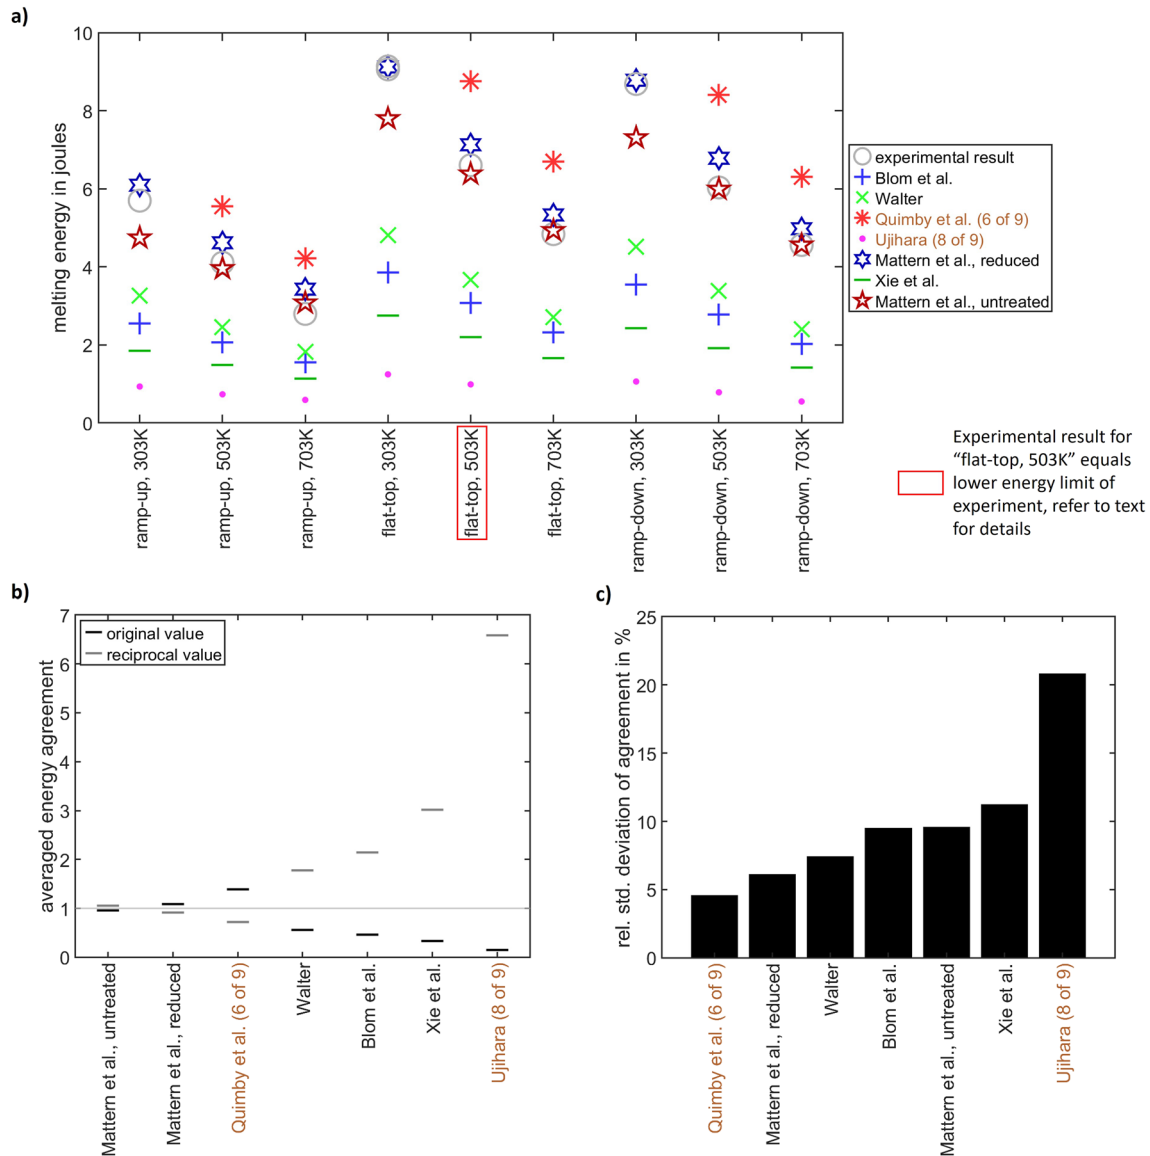 a)
10
8
6
4
2
0
melting energy in joules
ramp-up, 303K
ramp-up, 503K
ramp-up, 703K
flat-top, 303K
flat-top, 503K
flat-top, 703K
ramp-down, 303K
ramp-down, 503K
ramp-down, 703K
experimental result
Blom et al.
Walter
Quimby et al. (6 of 9)
Ujihara (8 of 9)
Mattern et al., reduced
Xie et al.
Mattern et al., untreated
Experimental result for
“flat-top, 503K” equals
lower energy limit of
experiment, refer to text
for details
b)
7
6
5
4
3
2
1
0
averaged energy agreement
original value
reciprocal value
Mattern et al., untreated
Mattern et al., reduced
Quimby et al. (6 of 9)
Walter
Blom et al.
Xie et al.
Ujihara (8 of 9)
c)
25
20
15
10
5
0
rel. std. deviation of agreement in %
Quimby et al. (6 of 9)
Mattern et al., reduced
Walter
Blom et al.
Mattern et al., untreated
Xie et al.
Ujihara (8 of 9)